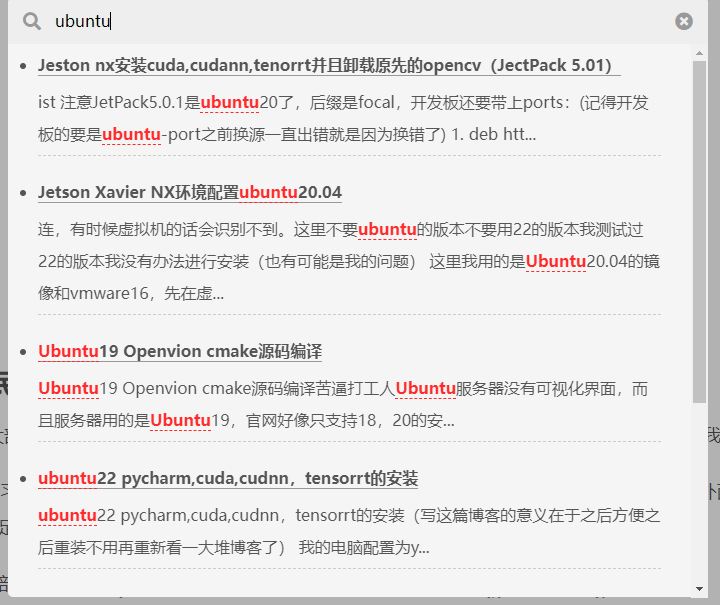 ubuntu
Jeston nx安装cuda,cudann,tenorrt并且卸载原先的opencv（JectPack 5.01）
ist 注意JetPack5.0.1是ubuntu20了，后缀是focal，开发板还要带上ports：(记得开发
板的要是ubuntu-port之前换源一直出错就是因为换错了) 1. deb htt...
Jetson Xavier NX环境配置ubuntu20.04
连，有时候虚拟机的话会识别不到。这里不要ubuntu的版本不要用22的版本我测试过
22的版本我没有办法进行安装（也有可能是我的问题） 这里我用的是Ubuntu20.04的镜
像和vmware16，先在虚...
Ubuntu19 Openvion cmake源码编译
Ubuntu19 Openvion cmake源码编译苦逼打工人Ubuntu服务器没有可视化界面，而
且服务器用的是Ubuntu19，官网好像只支持18，20的安...
ubuntu22 pycharm,cuda,cudnn，tensorrt的安装
ubuntu22 pycharm,cuda,cudnn，tensorrt的安装（写这篇博客的意义在于之后方便之
后重装不用再重新看一大堆博客了） 我的电脑配置为y...